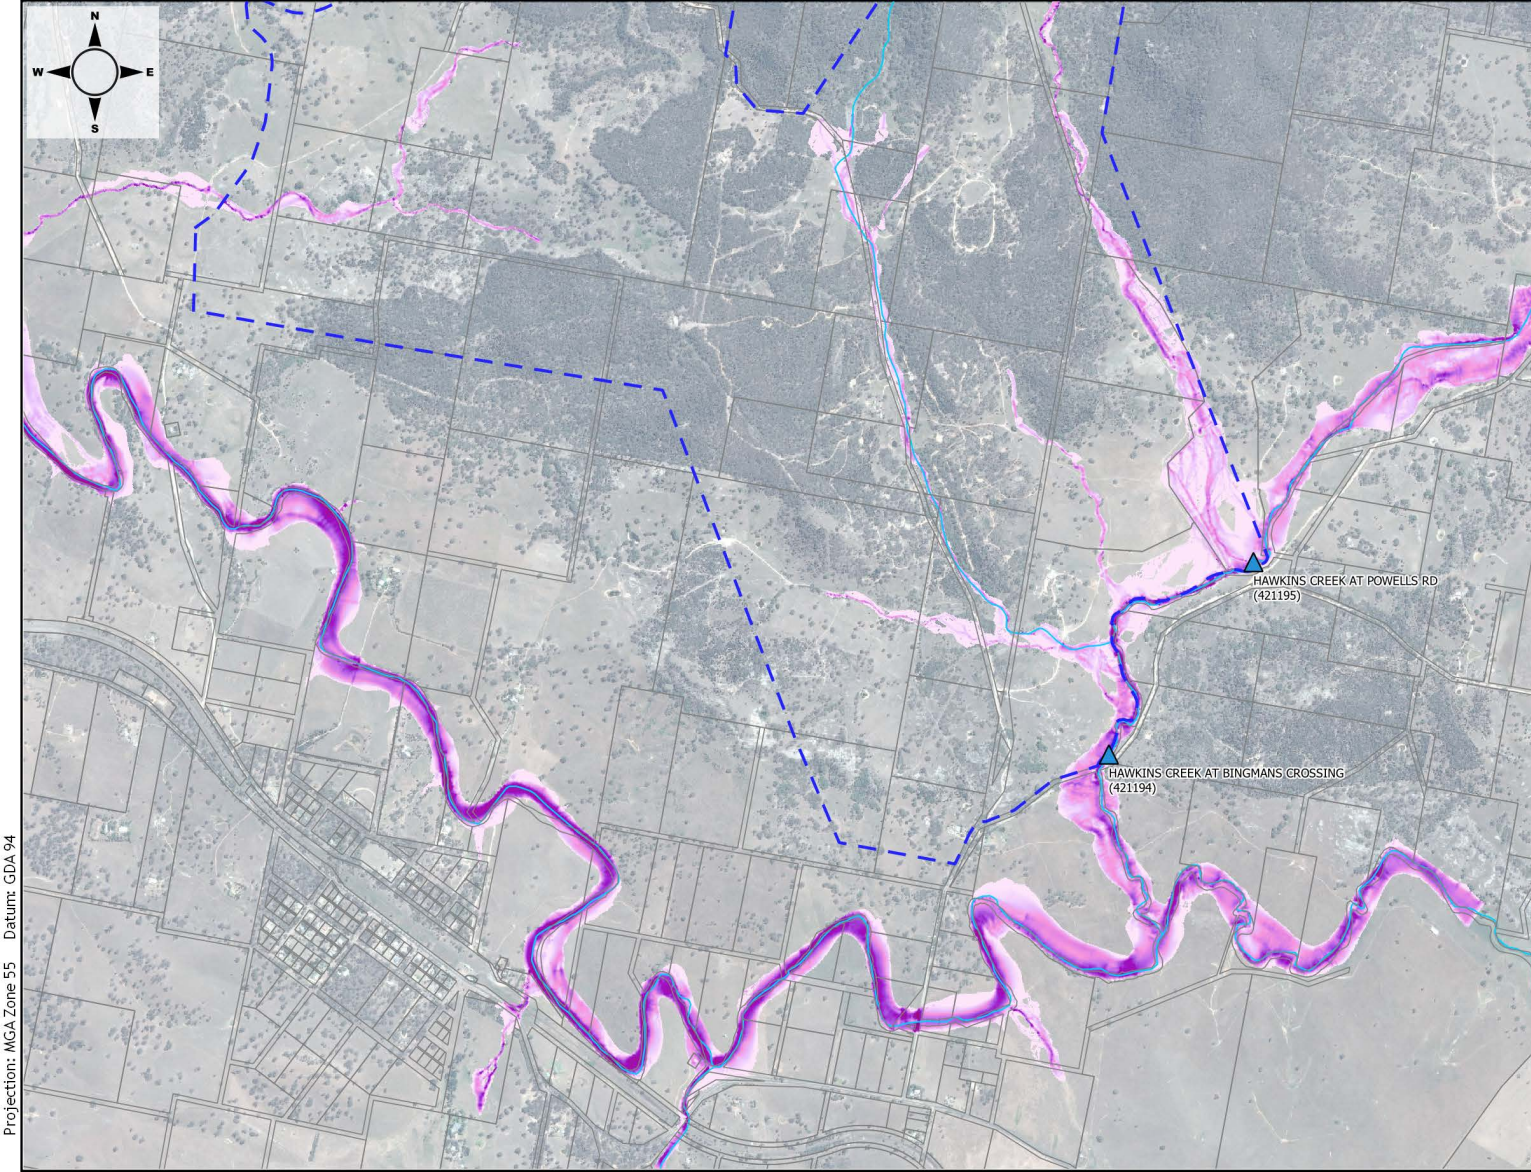 N
W E
S
HAWKINS CREEK AT POWELLS RD
(421195)
HAWKINS CREEK AT BINGMANS CROSSING
(421194)
Projection: MGA Zone 55 Datum: GDA 94